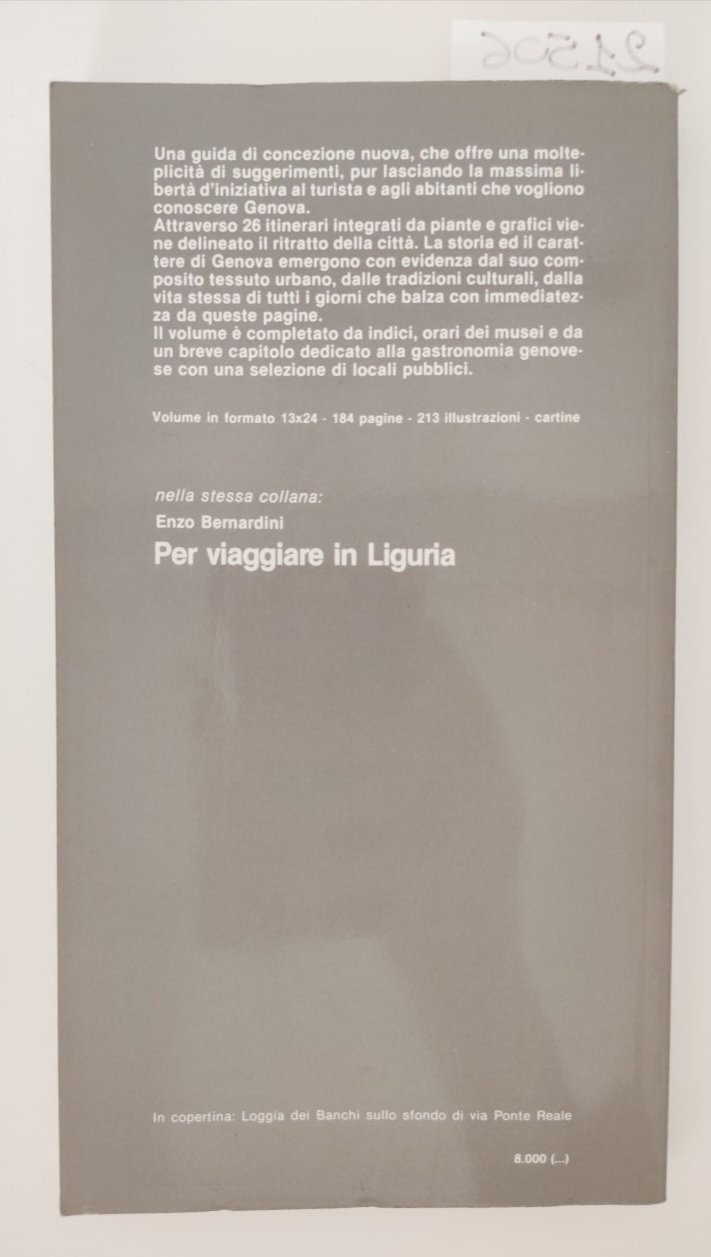 21506
Una guida di concezione nuova, che offre una molte-
plicità di suggerimenti, pur lasciando la massima li-
bertà d'iniziativa al turista e agli abitanti che vogliono
conoscere Genova.
Attraverso 26 itinerari integrati da piante e grafici vie-
ne delineato il ritratto della città. La storia ed il carat-
tere di Genova emergono con evidenza dal suo com-
posito tessuto urbano, dalle tradizioni culturali, dalla
vita stessa di tutti i giorni che balza con immediatez-
za da queste pagine.
Il volume è completato da indici, orari dei musei e da
un breve capitolo dedicato alla gastronomia genove-
se con una selezione di locali pubblici.
Volume in formato 13x24 - 184 pagine - 213 illustrazioni - cartine
nella stessa collana:
Enzo Bernardini
Per viaggiare in Liguria
In copertina: Loggia dei Banchi sullo sfondo di via Ponte Reale
8.000 (...)